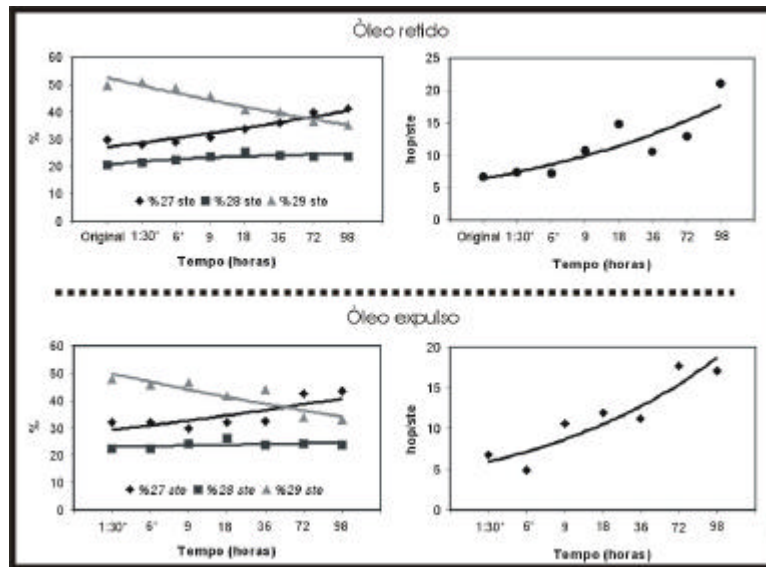 Òleo retido
60
50
40
30
20
10
0
%
%27 ste %28 ste %29 ste
Original 1:30" 6" 9 18 36 72 98
Tempo (horas)
25
20
15
10
5
0
hop/ste
Original 1:30" 6" 9 18 36 72 98
Tempo (horas)
Òleo expulso
60
50
40
30
20
10
0
%
%27 ste %28 ste %29 ste
1:30" 6" 9 18 36 72 98
Tempo (horas)
20
15
10
5
0
hop/ste
1:30" 6" 9 18 36 72 98
Tempo (horas)